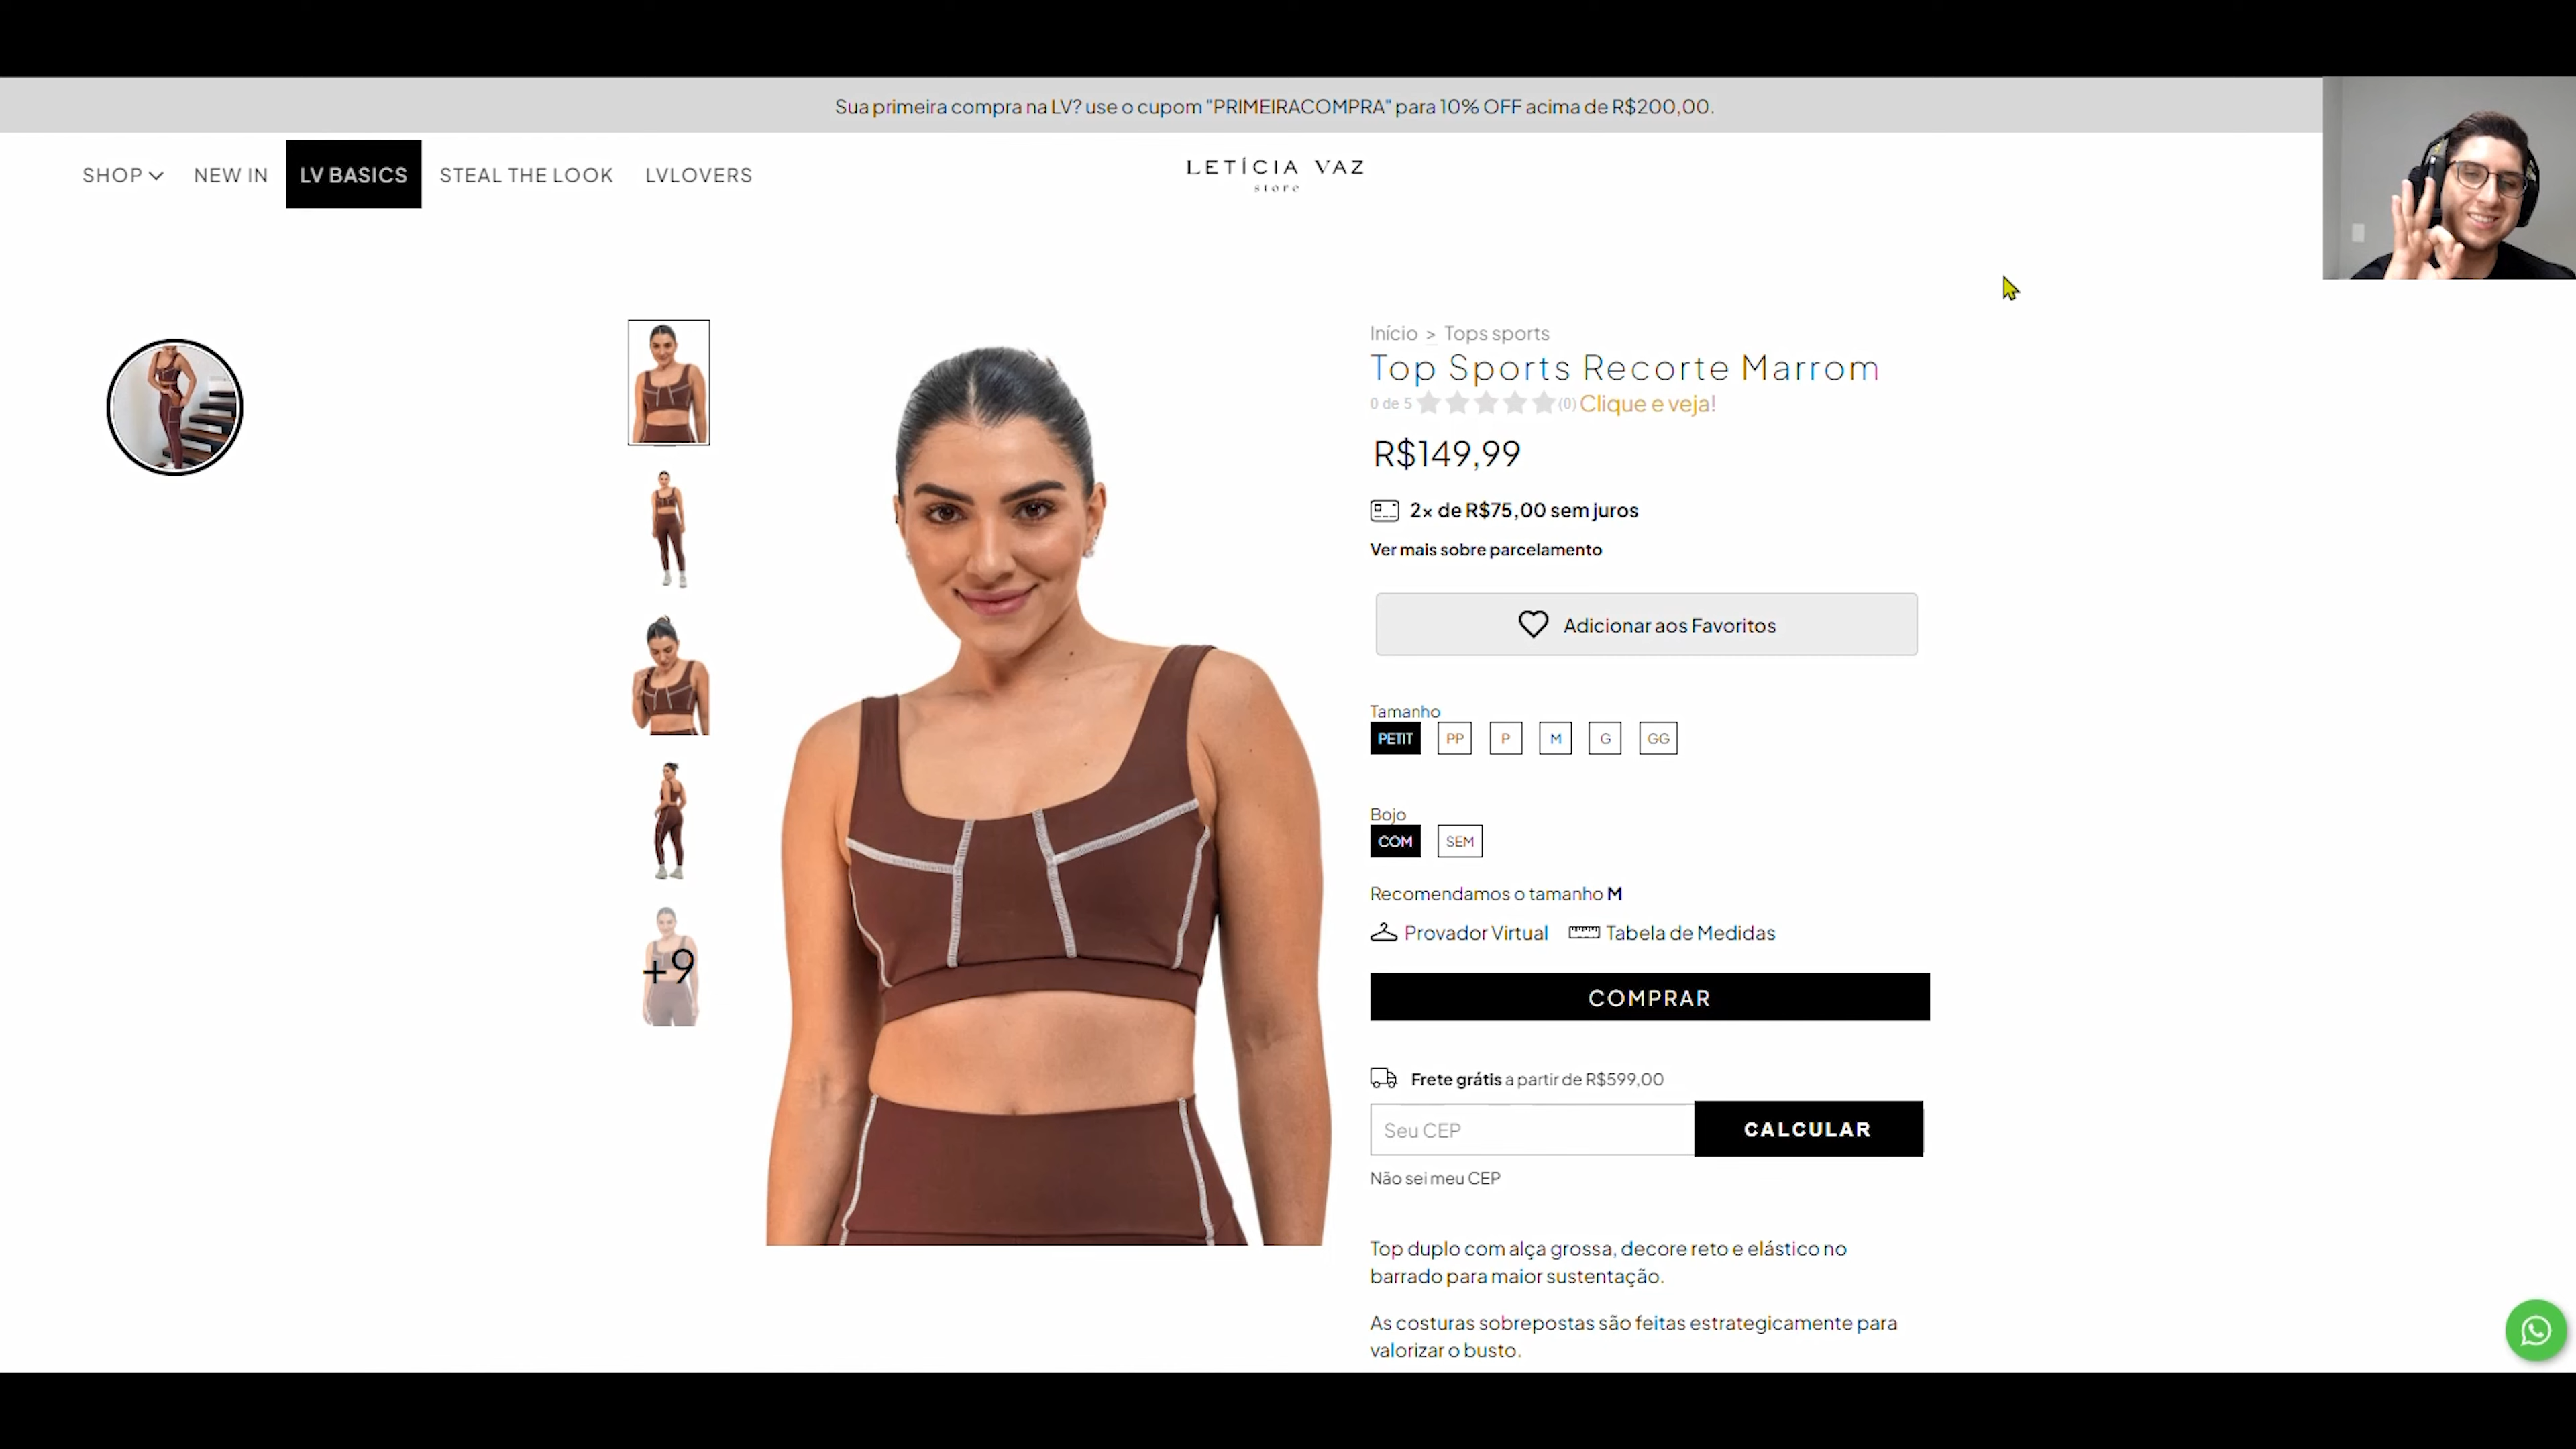 Sua primeira compra na LV? use o cupom "PRIMEIRACOMPRA" para 10% OFF acima de R$200,00.
SHOP NEW IN LV BASICS STEAL THE LOOK LVLOVERS
LETÍCIA VAZ
store
Início > Tops sports
Top Sports Recorte Marrom
0 de 5 (0) Clique e veja!
R$149,99
2x de R$75,00 sem juros
Ver mais sobre parcelamento
Adicionar aos Favoritos
Tamanho
PETIT PP P M G GG
Bojo
COM SEM
Recomendamos o tamanho M
Provador Virtual Tabela de Medidas
+9
COMPRAR
Frete grátis a partir de R$599,00
Seu CEP CALCULAR
Não sei meu CEP
Top duplo com alça grossa, decore reto e elástico no
barrado para maior sustentação.
As costuras sobrepostas são feitas estrategicamente para
valorizar o busto.